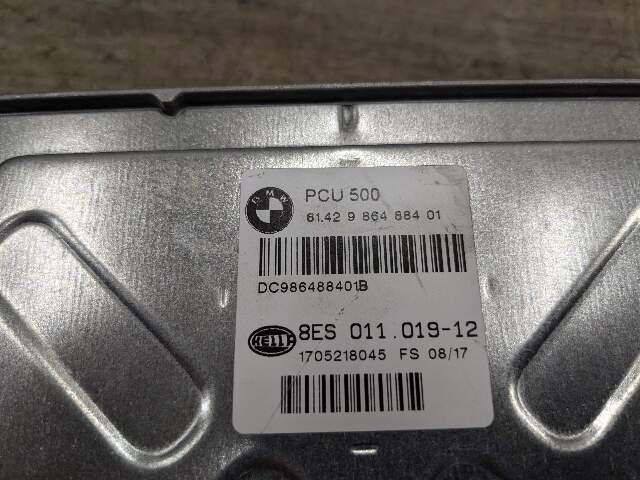 BMW
PCU 500
61.42 9 864 884 01
DC986488401B
HELLA
8ES 011.019-12
1705218045 FS 08/17